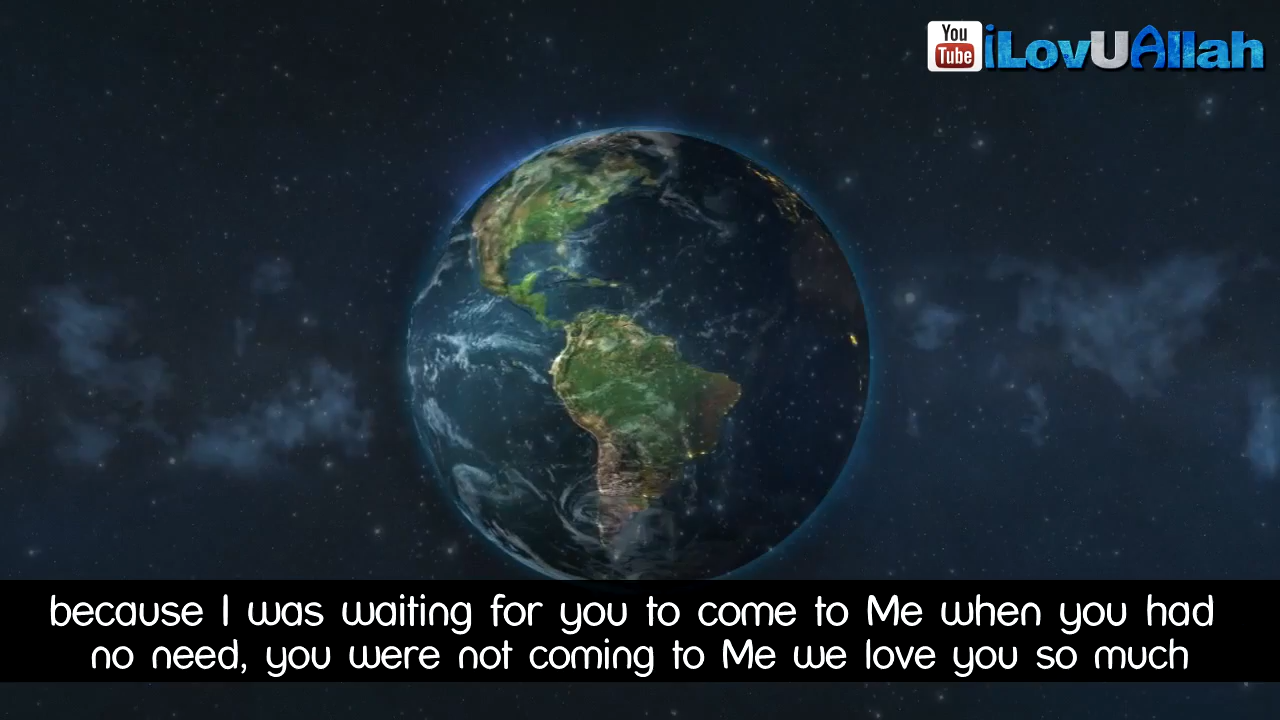 You
Tube
iLovUAllah
because I was waiting for you to come to Me when you had
no need, you were not coming to Me we love you so much